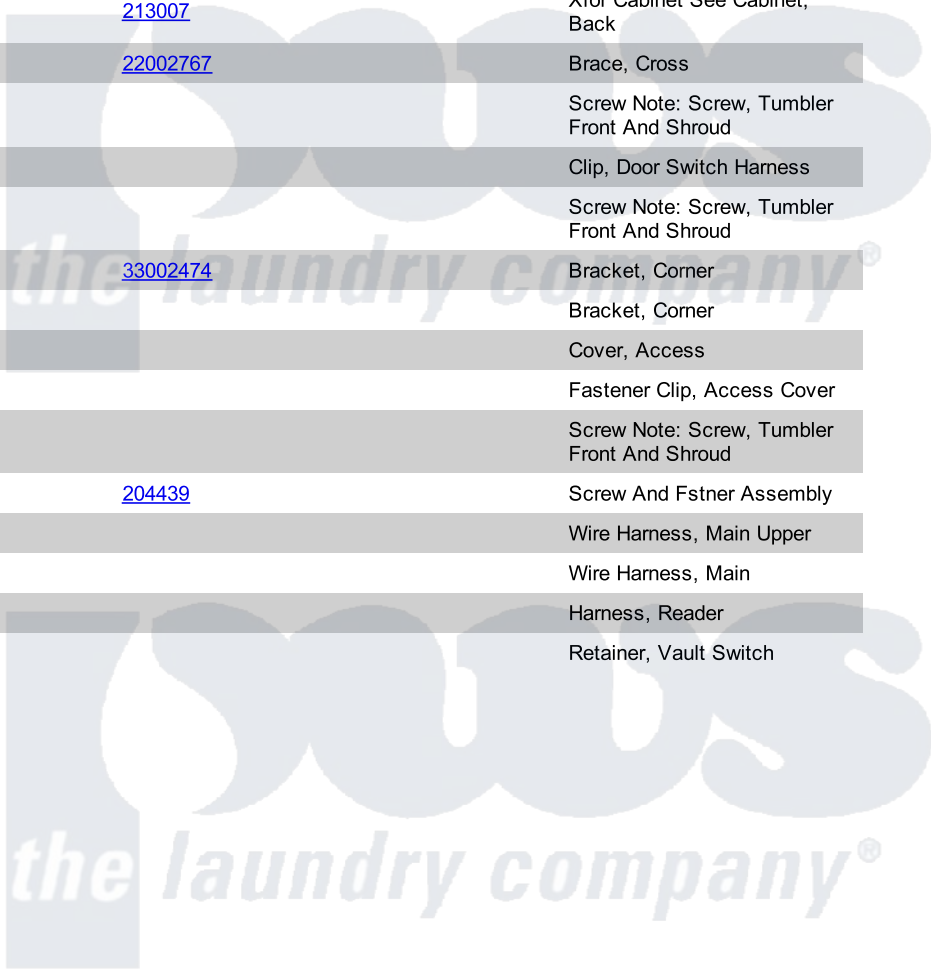 Xfor Cabinet See Cabinet,
213007
Back
22002767 Brace, Cross
Screw Note: Screw, Tumbler
Front And Shroud
Clip, Door Switch Harness
Screw Note: Screw, Tumbler
Front And Shroud
33002474 Bracket, Corner
Bracket, Corner
Cover, Access
Fastener Clip, Access Cover
Screw Note: Screw, Tumbler
Front And Shroud
204439 Screw And Fstner Assembly
Wire Harness, Main Upper
Wire Harness, Main
Harness, Reader
Retainer, Vault Switch
pws
the laundry company®
pws
the laundry company®